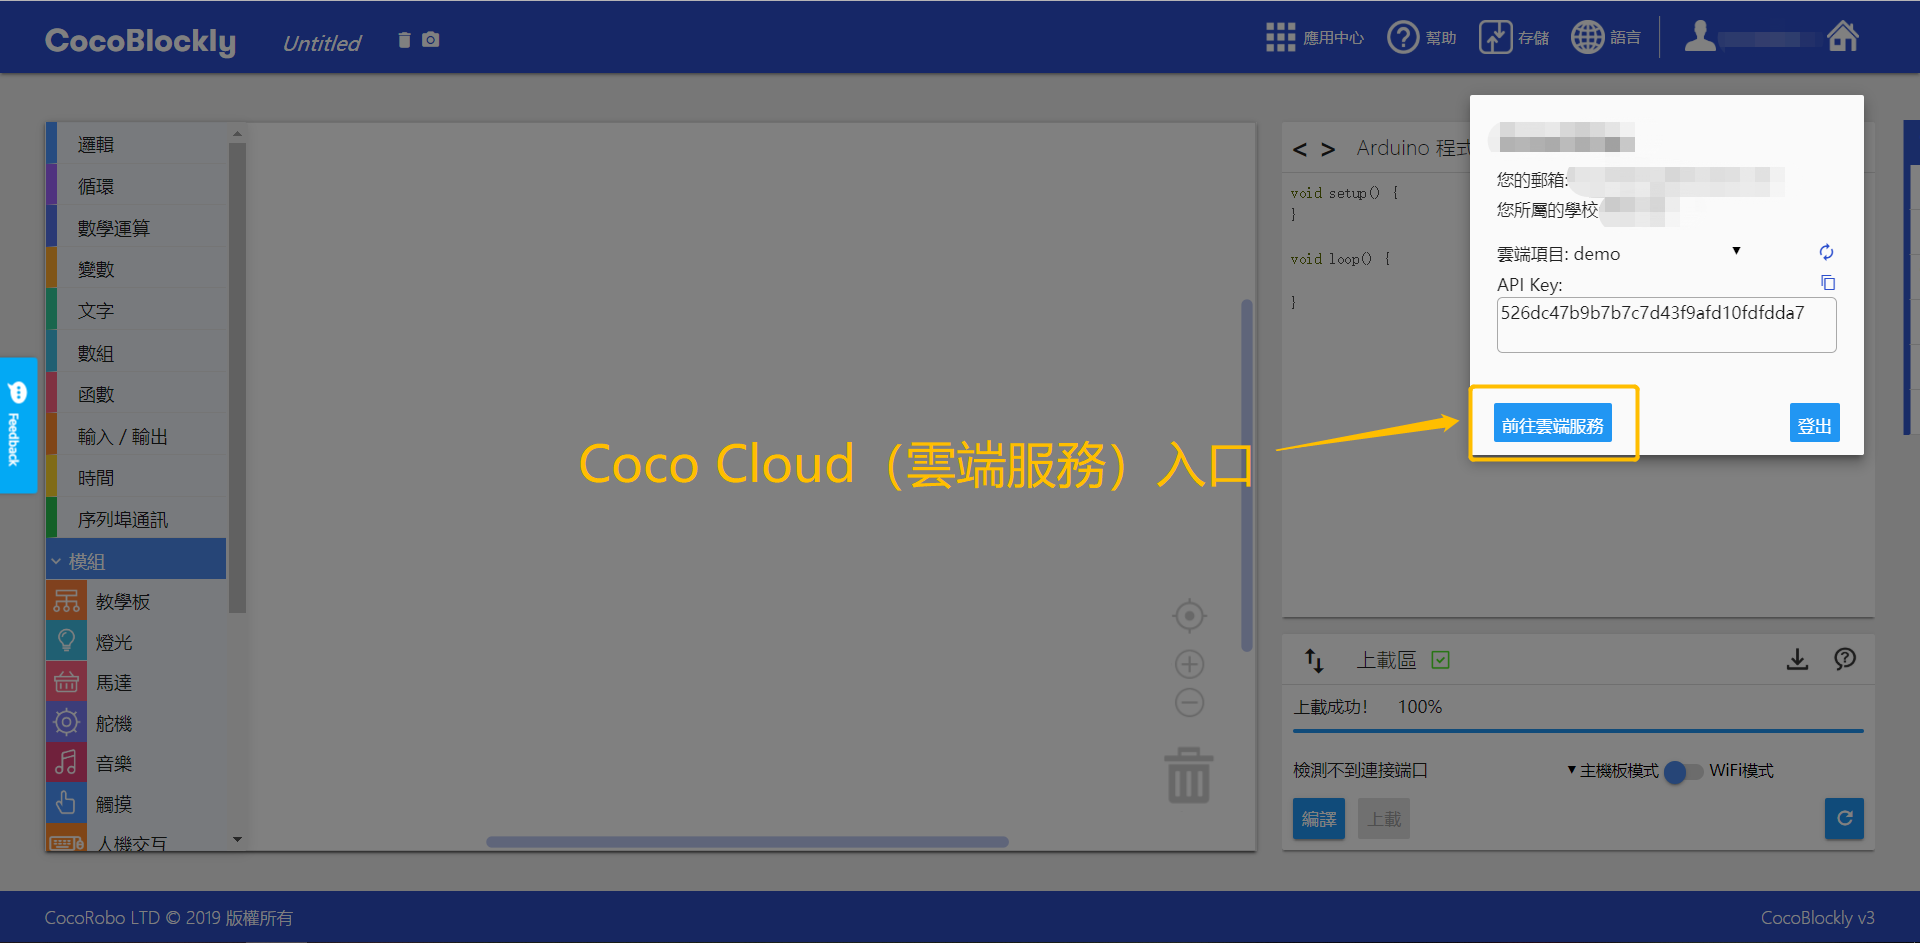 CocoBlockly
Untitled
應用中心
幫助
存儲
語言
邏輯
循環
數學運算
變數
文字
數組
函數
輸入 / 輸出
時間
序列埠通訊
模組
教學板
燈光
馬達
舵機
音樂
觸摸
人機交互
Feedback
Coco Cloud（雲端服務）入口
< > Arduino 程式
void setup() {
}
void loop() {
}
您的郵箱:
您所屬的學校
雲端項目: demo
API Key:
526dc47b9b7b7c7d43f9afd10fdfdda7
前往雲端服務
登出
上載區
上載成功! 100%
檢測不到連接端口
主機板模式
WiFi模式
編譯
上載
CocoRobo LTD © 2019 版權所有
CocoBlockly v3